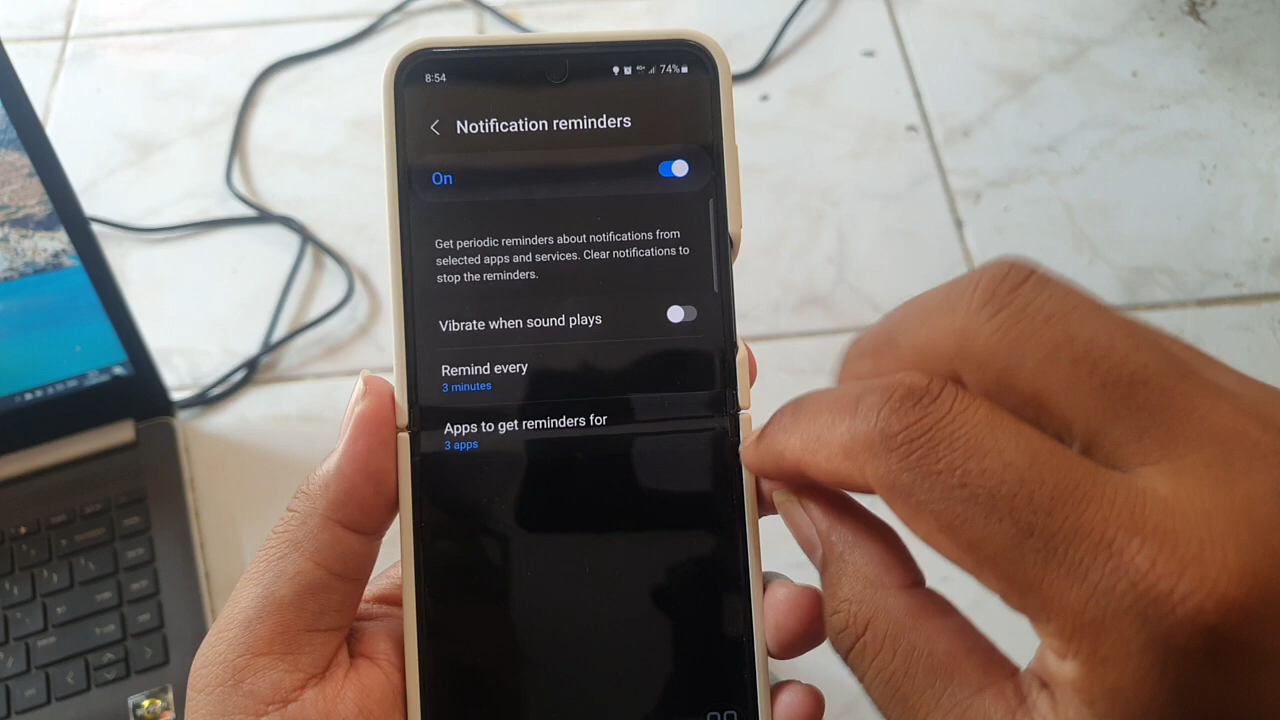 8:54
74%
Notification reminders
On
Get periodic reminders about notifications from
selected apps and services. Clear notifications to
stop the reminders.
Vibrate when sound plays
Remind every
3 minutes
Apps to get reminders for
3 apps